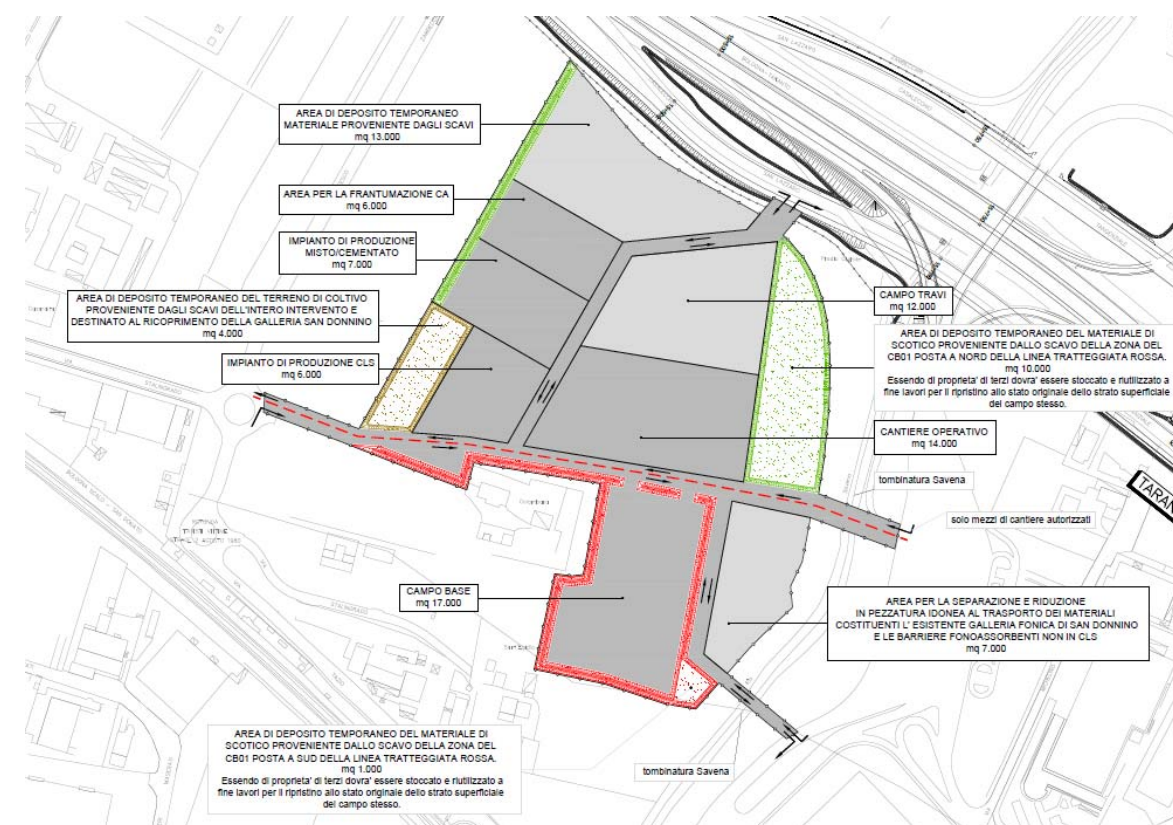 AREA DI DEPOSITO TEMPORANEO
MATERIALE PROVENIENTE DAGLI SCAVI
mq 13.000
AREA PER LA FRANTUMAZIONE CA
mq 6.000
IMPIANTO DI PRODUZIONE
MISTO/CEMENTATO
mq 7.000
AREA DI DEPOSITO TEMPORANEO DEL TERRENO DI COLTIVO
PROVENIENTE DAGLI SCAVI DELL'INTERO INTERVENTO E
DESTINATO AL RICOPRIMENTO DELLA GALLERIA SAN DONNINO
mq 4.000
IMPIANTO DI PRODUZIONE CLS
mq 6.000
CAMPO TRAVI
mq 12.000
AREA DI DEPOSITO TEMPORANEO DEL MATERIALE DI
SCOTICO PROVENIENTE DALLO SCAVO DELLA ZONA DEL
CB01 POSTA A NORD DELLA LINEA TRATTEGGIATA ROSSA.
mq 10.000
Essendo di proprieta' di terzi dovra' essere stoccato e riutilizzato a
fine lavori per il ripristino allo stato originale dello strato superficiale
del campo stesso.
CANTIERE OPERATIVO
mq 14.000
tombinatura Savena
TARAN
solo mezzi di cantiere autorizzati
CAMPO BASE
mq 17.000
AREA PER LA SEPARAZIONE E RIDUZIONE
IN PEZZATURA IDONEA AL TRASPORTO DEI MATERIALI
COSTITUENTI L' ESISTENTE GALLERIA FONICA DI SAN DONNINO
E LE BARRIERE FONOASSORBENTI NON IN CLS
mq 7.000
AREA DI DEPOSITO TEMPORANEO DEL MATERIALE DI
SCOTICO PROVENIENTE DALLO SCAVO DELLA ZONA DEL
CB01 POSTA A SUD DELLA LINEA TRATTEGGIATA ROSSA.
mq 1.000
Essendo di proprieta' di terzi dovra' essere stoccato e riutilizzato a
fine lavori per il ripristino allo stato originale dello strato superficiale
del campo stesso.
tombinatura Savena
SAN LAZZARO
BOLOGNA-TARANTO
TANGENZIALE
SAN LAZZARO
STALINGRADO
STALINGRADO